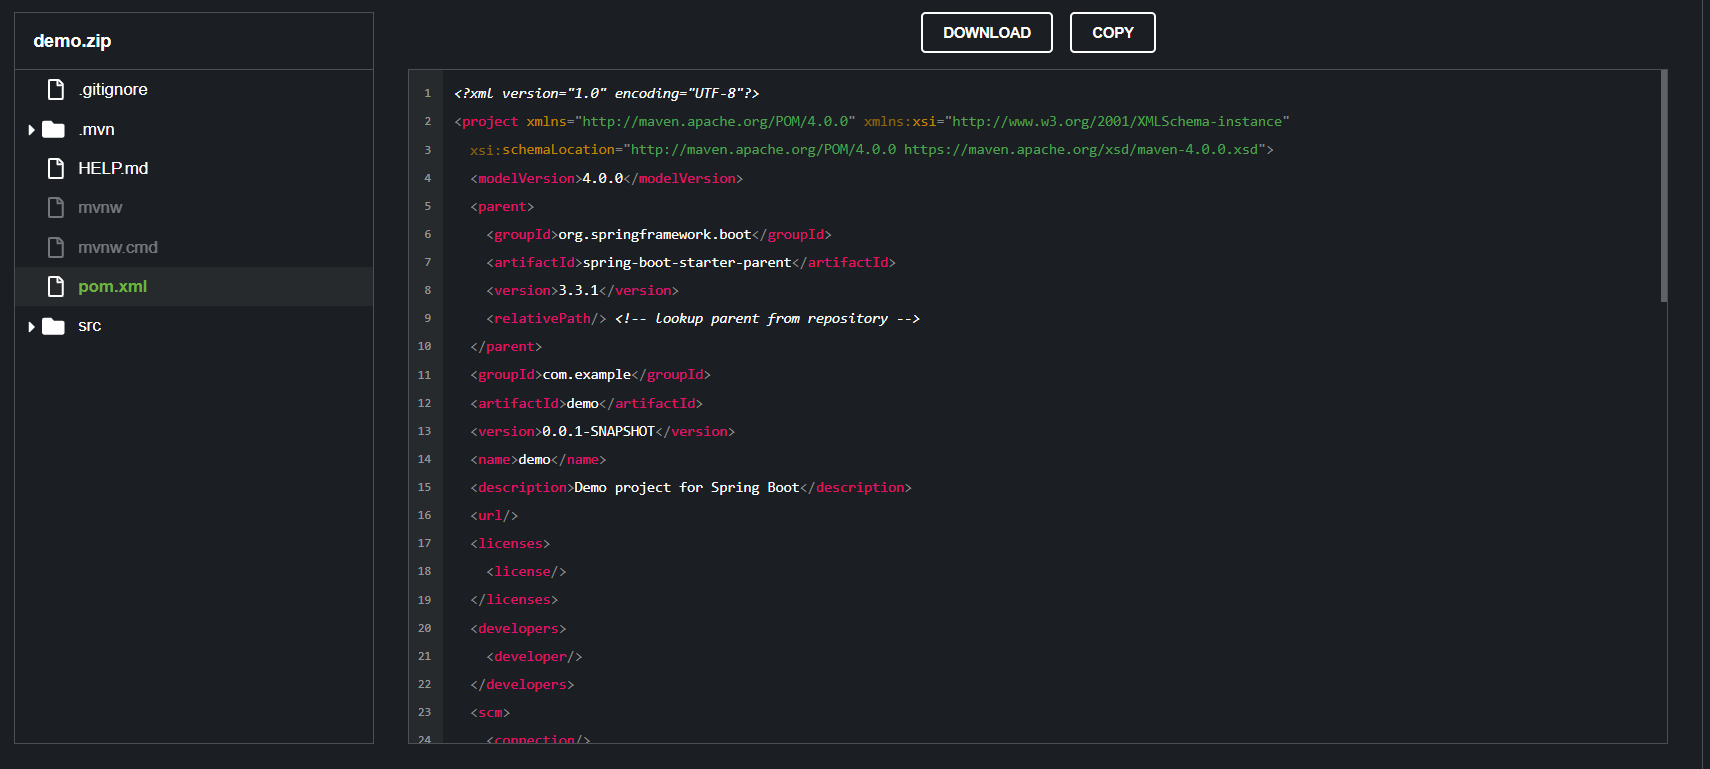 demo.zip
.gitignore
.mvn
HELP.md
mvnw
mvnw.cmd
pom.xml
src
DOWNLOAD
COPY
1 <?xml version="1.0" encoding="UTF-8"?>
2 <project xmlns="http://maven.apache.org/POM/4.0.0" xmlns:xsi="http://www.w3.org/2001/XMLSchema-instance"
3 xsi:schemaLocation="http://maven.apache.org/POM/4.0.0 https://maven.apache.org/xsd/maven-4.0.0.xsd">
4 <modelVersion>4.0.0</modelVersion>
5 <parent>
6 <groupId>org.springframework.boot</groupId>
7 <artifactId>spring-boot-starter-parent</artifactId>
8 <version>3.3.1</version>
9 <relativePath/> <!-- lookup parent from repository -->
10 </parent>
11 <groupId>com.example</groupId>
12 <artifactId>demo</artifactId>
13 <version>0.0.1-SNAPSHOT</version>
14 <name>demo</name>
15 <description>Demo project for Spring Boot</description>
16 <url/>
17 <licenses>
18 <license/>
19 </licenses>
20 <developers>
21 <developer/>
22 </developers>
23 <scm>
24 <connection/>